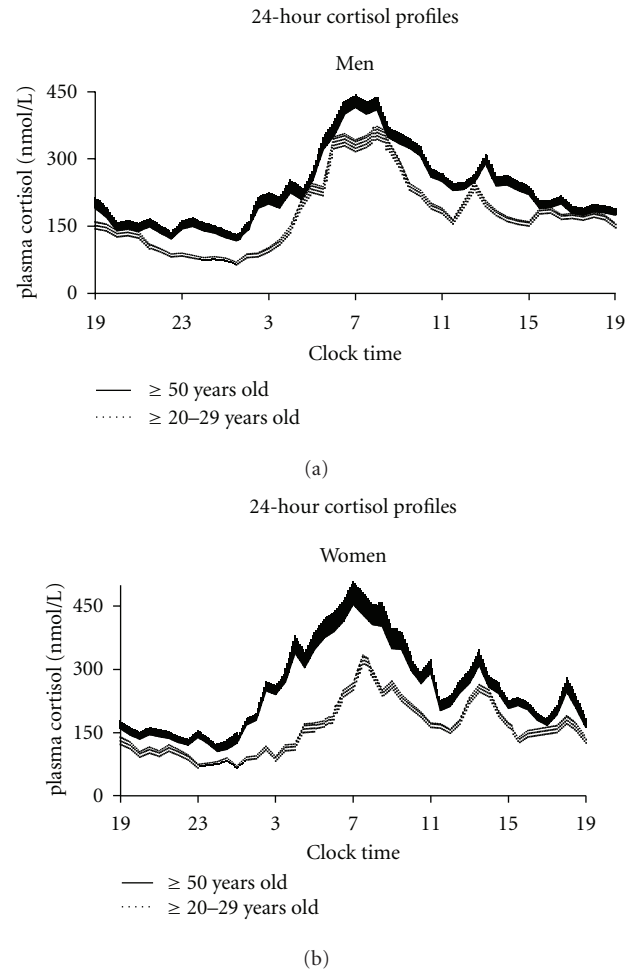 24-hour cortisol profiles
Men
plasma cortisol (nmol/L)
450
300
150
0
19 23 3 7 11 15 19
Clock time
≥ 50 years old
≥ 20–29 years old
(a)
24-hour cortisol profiles
Women
plasma cortisol (nmol/L)
450
300
150
0
19 23 3 7 11 15 19
Clock time
≥ 50 years old
≥ 20–29 years old
(b)